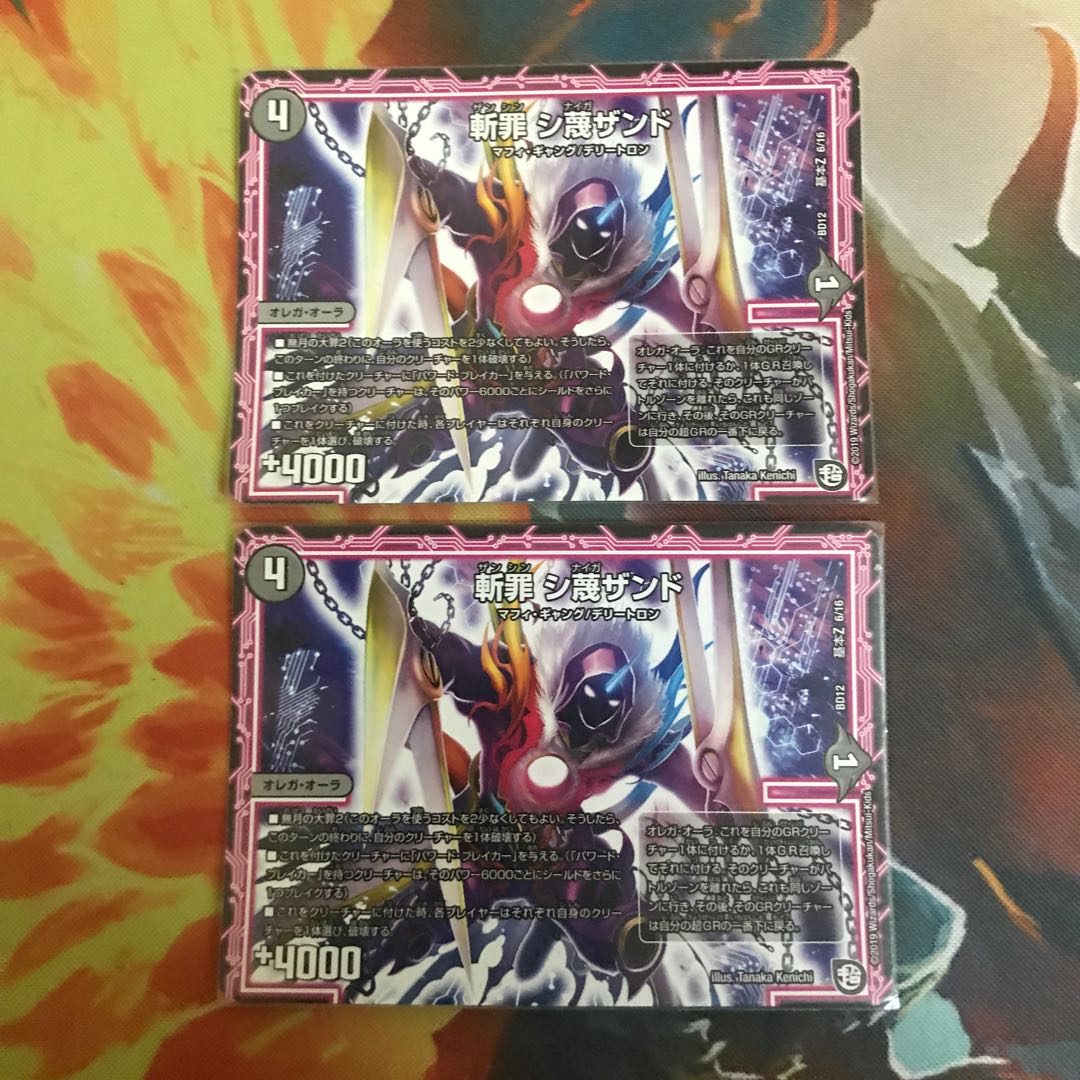 4
ザンシン ナイガ
斬罪 シ蔑ザンド
マフィ・ギャング/デリートロン
BD12 基本Z 6/16
1
オレガ・オーラ
■無月の大罪2(このオーラを使うコストを2少なくしてもよい。そうしたら、
このターンの終わりに、自分のクリーチャーを1体破壊する)
■これを付けたクリーチャーに「パワード・ブレイカー」を与える。(「パワード・
ブレイカー」を持つクリーチャーは、そのパワー6000ごとにシールドをさらに
1つブレイクする)
■これをクリーチャーに付けた時、各プレイヤーはそれぞれ自身のクリー
チャーを1体選び、破壊する。
オレガ・オーラ。これを自分のGRクリー
チャー1体に付けるか、1体GR召喚し
てそれに付ける。そのクリーチャーがバ
トルゾーンを離れたら、これも同じゾー
ンに行き、その後、そのGRクリーチャー
は自分の超GRの一番下に戻る。
+4000
illus. Tanaka Kenichi
©2019 Wizards/Shogakukan/Mitsui-Kids
4
ザンシン ナイガ
斬罪 シ蔑ザンド
マフィ・ギャング/デリートロン
BD12 基本Z 6/16
1
オレガ・オーラ
■無月の大罪2(このオーラを使うコストを2少なくしてもよい。そうしたら、
このターンの終わりに、自分のクリーチャーを1体破壊する)
■これを付けたクリーチャーに「パワード・ブレイカー」を与える。(「パワード・
ブレイカー」を持つクリーチャーは、そのパワー6000ごとにシールドをさらに
1つブレイクする)
■これをクリーチャーに付けた時、各プレイヤーはそれぞれ自身のクリー
チャーを1体選び、破壊する。
オレガ・オーラ。これを自分のGRクリー
チャー1体に付けるか、1体GR召喚し
てそれに付ける。そのクリーチャーがバ
トルゾーンを離れたら、これも同じゾー
ンに行き、その後、そのGRクリーチャー
は自分の超GRの一番下に戻る。
+4000
illus. Tanaka Kenichi
©2019 Wizards/Shogakukan/Mitsui-Kids